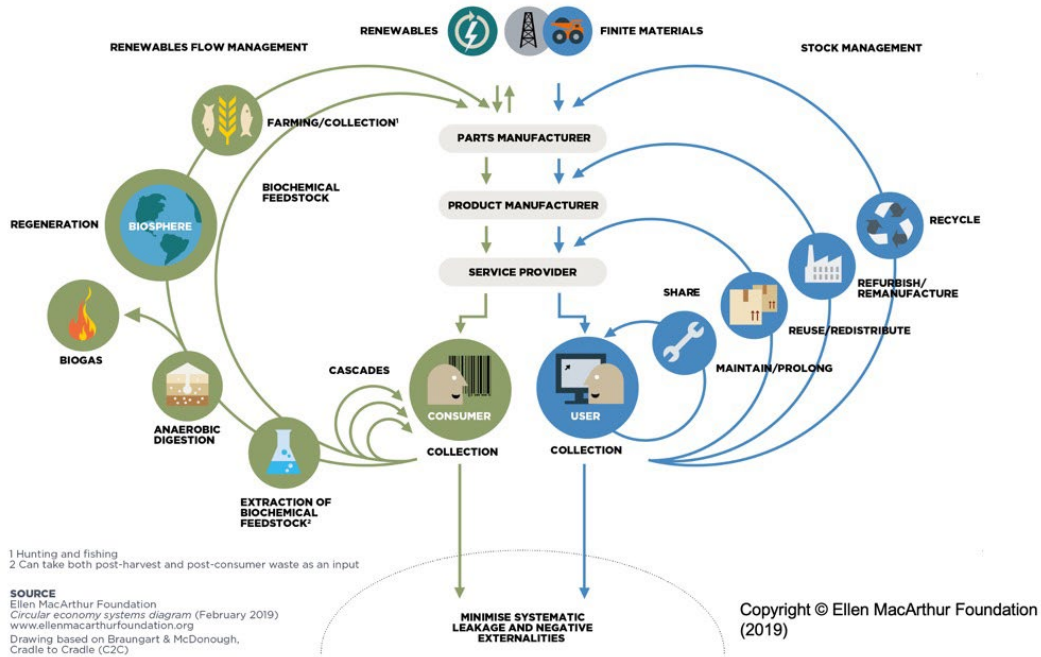 RENEWABLES
FINITE MATERIALS
RENEWABLES FLOW MANAGEMENT
STOCK MANAGEMENT
FARMING/COLLECTION¹
PARTS MANUFACTURER
BIOCHEMICAL
FEEDSTOCK
PRODUCT MANUFACTURER
REGENERATION
BIOSPHERE
RECYCLE
SERVICE PROVIDER
REFURBISH/
REMANUFACTURE
SHARE
REUSE/REDISTRIBUTE
BIOGAS
CASCADES
MAINTAIN/PROLONG
CONSUMER
USER
ANAEROBIC
DIGESTION
COLLECTION
COLLECTION
EXTRACTION OF
BIOCHEMICAL
FEEDSTOCK²
1 Hunting and fishing
2 Can take both post-harvest and post-consumer waste as an input
SOURCE
Ellen MacArthur Foundation
Circular economy systems diagram (February 2019)
www.ellenmacarthurfoundation.org
Drawing based on Braungart & McDonough,
Cradle to Cradle (C2C)
MINIMISE SYSTEMATIC
LEAKAGE AND NEGATIVE
EXTERNALITIES
Copyright © Ellen MacArthur Foundation
(2019)